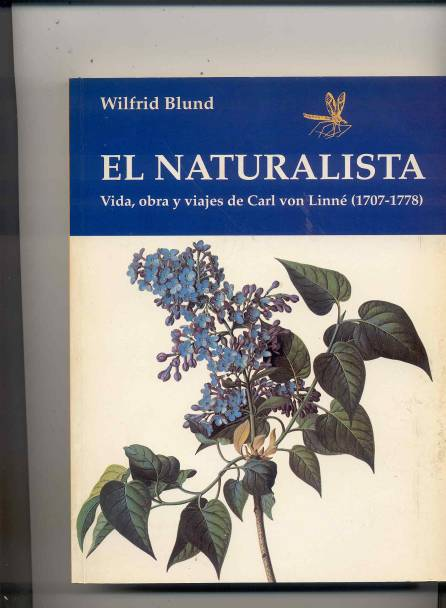 Wilfrid Blund
EL NATURALISTA
Vida, obra y viajes de Carl von Linné (1707-1778)